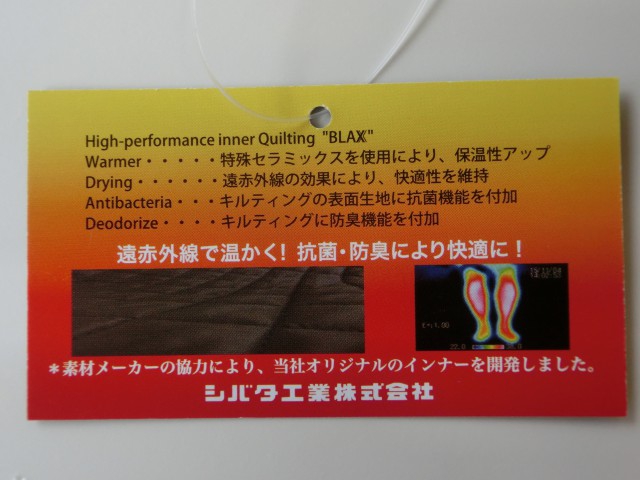 High-performance inner Quilting "BLAX"
Warmer・・・・・特殊セラミックスを使用により、保温性アップ
Drying・・・・・・遠赤外線の効果により、快適性を維持
Antibacteria・・・キルティングの表面生地に抗菌機能を付加
Deodorize・・・・キルティングに防臭機能を付加
遠赤外線で温かく! 抗菌・防臭により快適に!
22.0
*素材メーカーの協力により、当社オリジナルのインナーを開発しました。
シバタ工業株式会社